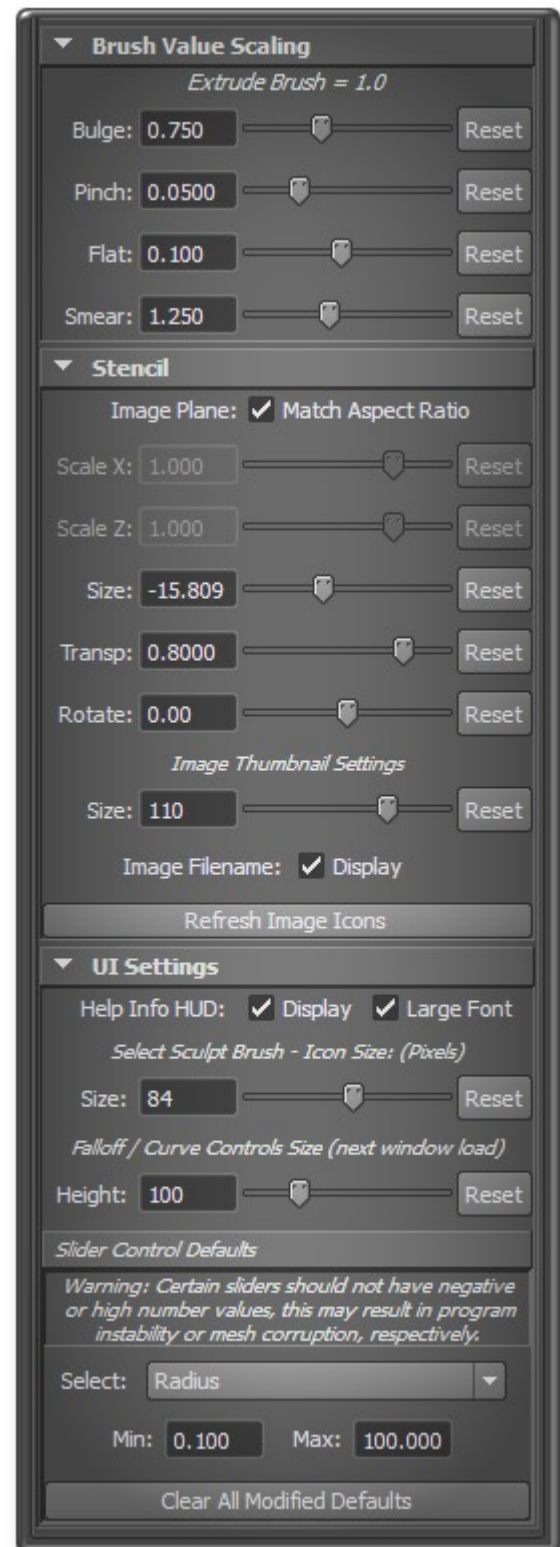 Brush Value Scaling
Extrude Brush = 1.0
Bulge: 0.750 Reset
Pinch: 0.0500 Reset
Flat: 0.100 Reset
Smear: 1.250 Reset
Stencil
Image Plane: Match Aspect Ratio
Scale X: 1.000 Reset
Scale Z: 1.000 Reset
Size: -15.809 Reset
Transp: 0.8000 Reset
Rotate: 0.00 Reset
Image Thumbnail Settings
Size: 110 Reset
Image Filename: Display
Refresh Image Icons
UI Settings
Help Info HUD: Display Large Font
Select Sculpt Brush - Icon Size: (Pixels)
Size: 84 Reset
Falloff / Curve Controls Size (next window load)
Height: 100 Reset
Slider Control Defaults
Warning: Certain sliders should not have negative
or high number values, this may result in program
instability or mesh corruption, respectively.
Select: Radius
Min: 0.100 Max: 100.000
Clear All Modified Defaults